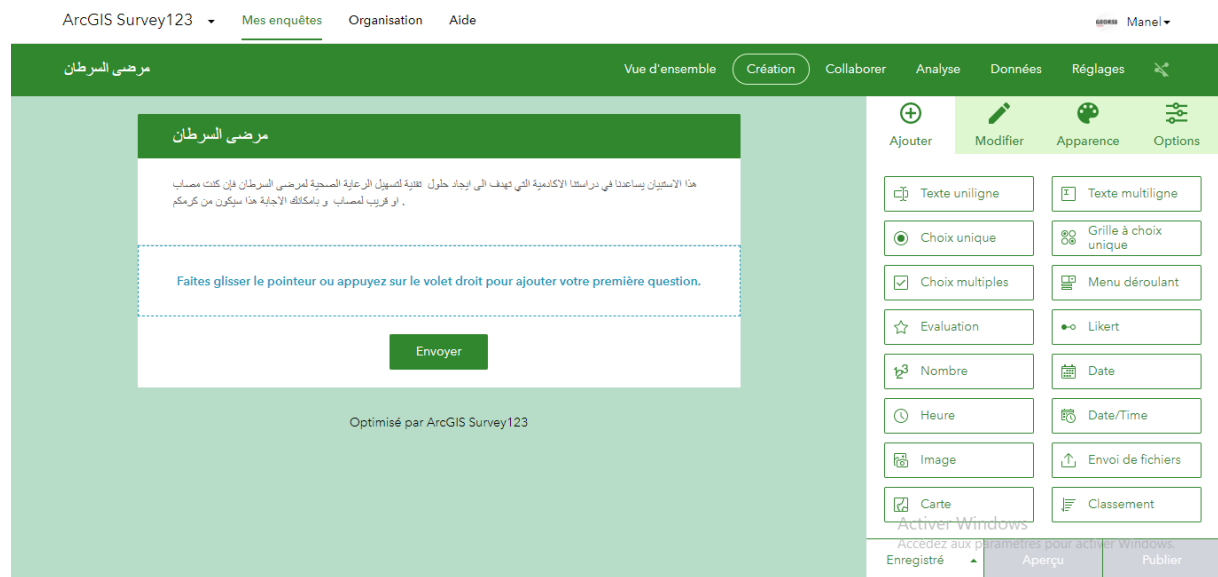 ArcGIS Survey123
Mes enquêtes
Organisation
Aide
Manel
مرضى السرطان
Vue d'ensemble
Création
Collaborer
Analyse
Données
Réglages
Ajouter
Modifier
Apparence
Options
مرضى السرطان
هذا الاستبيان يساعدنا في دراستنا الاكادمية التي تهدف الى ايجاد حلول تقنية لتسهيل الرعاية الصحية لمرضى السرطان فإن كنت مصاب
او قريب لمصاب و بامكانك الاجابة هذا سيكون من كرمكم .
Faites glisser le pointeur ou appuyez sur le volet droit pour ajouter votre première question.
Envoyer
Optimisé par ArcGIS Survey123
Texte uniligne
Texte multiligne
Choix unique
Grille à choix
unique
Choix multiples
Menu déroulant
Evaluation
Likert
Nombre
Date
Heure
Date/Time
Image
Envoi de fichiers
Carte
Classement
Activer Windows
Accédez aux paramètres pour activer Windows.
Enregistré
Aperçu
Publier